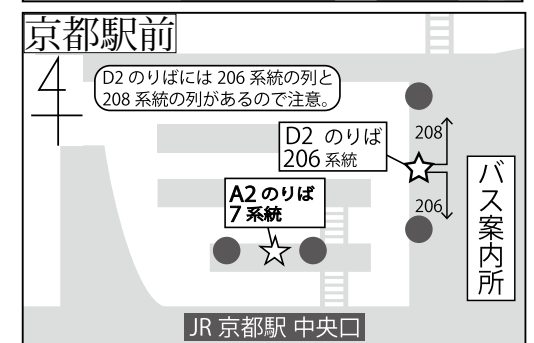 京都駅前
D2 のりばには 206 系統の列と
208 系統の列があるので注意。
D2 のりば
206 系統
208
206
A2 のりば
7 系統
バス案内所
JR 京都駅 中央口